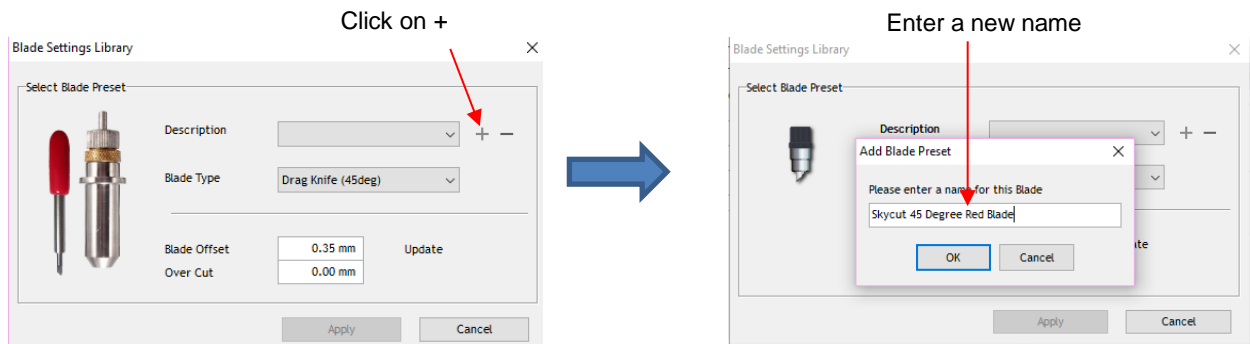 Click on +
Blade Settings Library
Select Blade Preset
Description
Blade Type
Drag Knife (45deg)
Blade Offset
0.35 mm
Update
Over Cut
0.00 mm
Apply
Cancel
Enter a new name
Blade Settings Library
Select Blade Preset
Description
Add Blade Preset
Please enter a name for this Blade
Skycut 45 Degree Red Blade
OK
Cancel
Apply
Cancel